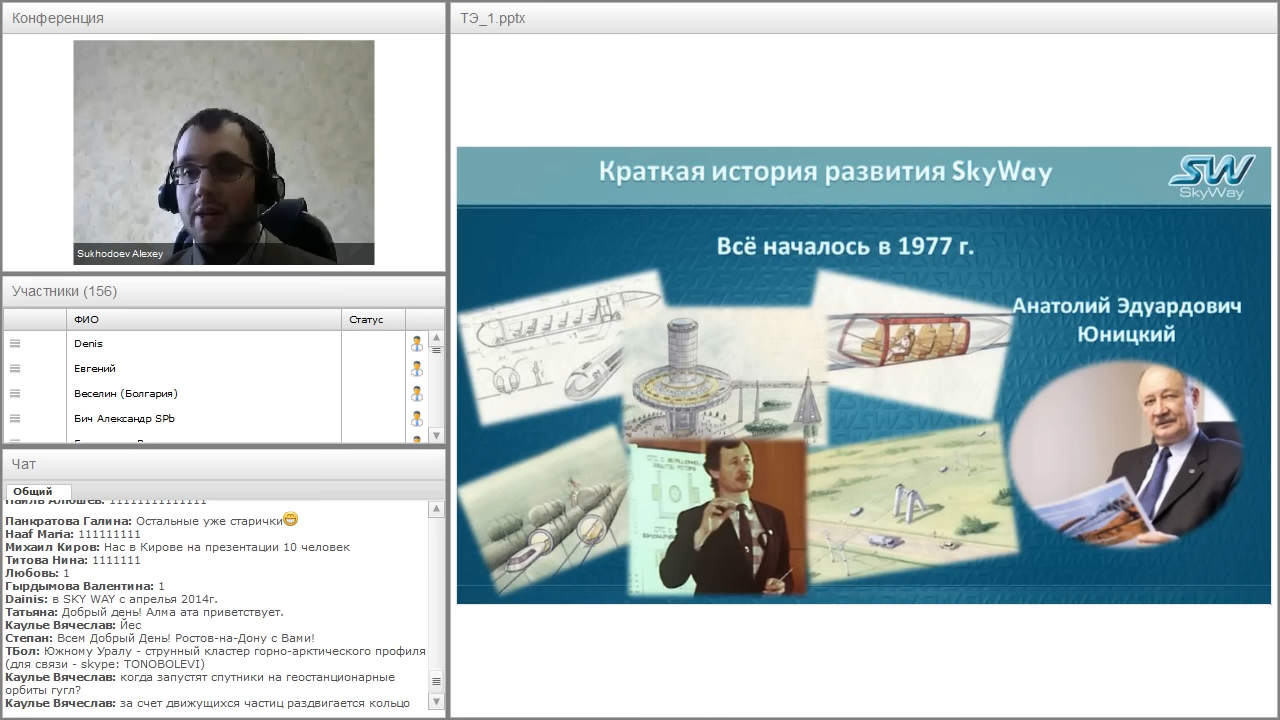 Конференция
Sukhodoev Alexey
Участники (156)
ФИО
Статус
Denis
Евгений
Веселин (Болгария)
Бич Александр SPb
Чат
Общий
Наиль Алюшев: 11111111111111
Панкратова Галина: Остальные уже старички
Haaf Maria: 111111111
Михаил Киров: Нас в Кирове на презентации 10 человек
Титова Нина: 1111111
Любовь: 1
Гырдымова Валентина: 1
Dainis: в SKY WAY с апрелья 2014г.
Татьяна: Добрый день! Алма ата приветствует.
Каулье Вячеслав: Йес
Степан: Всем Добрый День! Ростов-на-Дону с Вами!
ТБол: Южному Уралу - струнный кластер горно-арктического профиля
(для связи - skype: TONOBOLEVI)
Каулье Вячеслав: когда запустят спутники на геостанционарные
орбиты гугл?
Каулье Вячеслав: за счет движущихся частиц раздвигается кольцо
ТЭ_1.pptx
Краткая история развития SkyWay
SW
SkyWay
Всё началось в 1977 г.
Анатолий Эдуардович
Юницкий